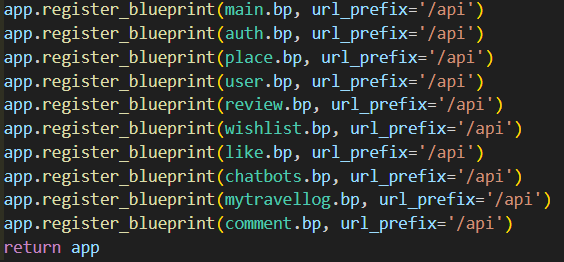 app.register_blueprint(main.bp, url_prefix='/api')
app.register_blueprint(auth.bp, url_prefix='/api')
app.register_blueprint(place.bp, url_prefix='/api')
app.register_blueprint(user.bp, url_prefix='/api')
app.register_blueprint(review.bp, url_prefix='/api')
app.register_blueprint(wishlist.bp, url_prefix='/api')
app.register_blueprint(like.bp, url_prefix='/api')
app.register_blueprint(chatbots.bp, url_prefix='/api')
app.register_blueprint(mytravellog.bp, url_prefix='/api')
app.register_blueprint(comment.bp, url_prefix='/api')
return app